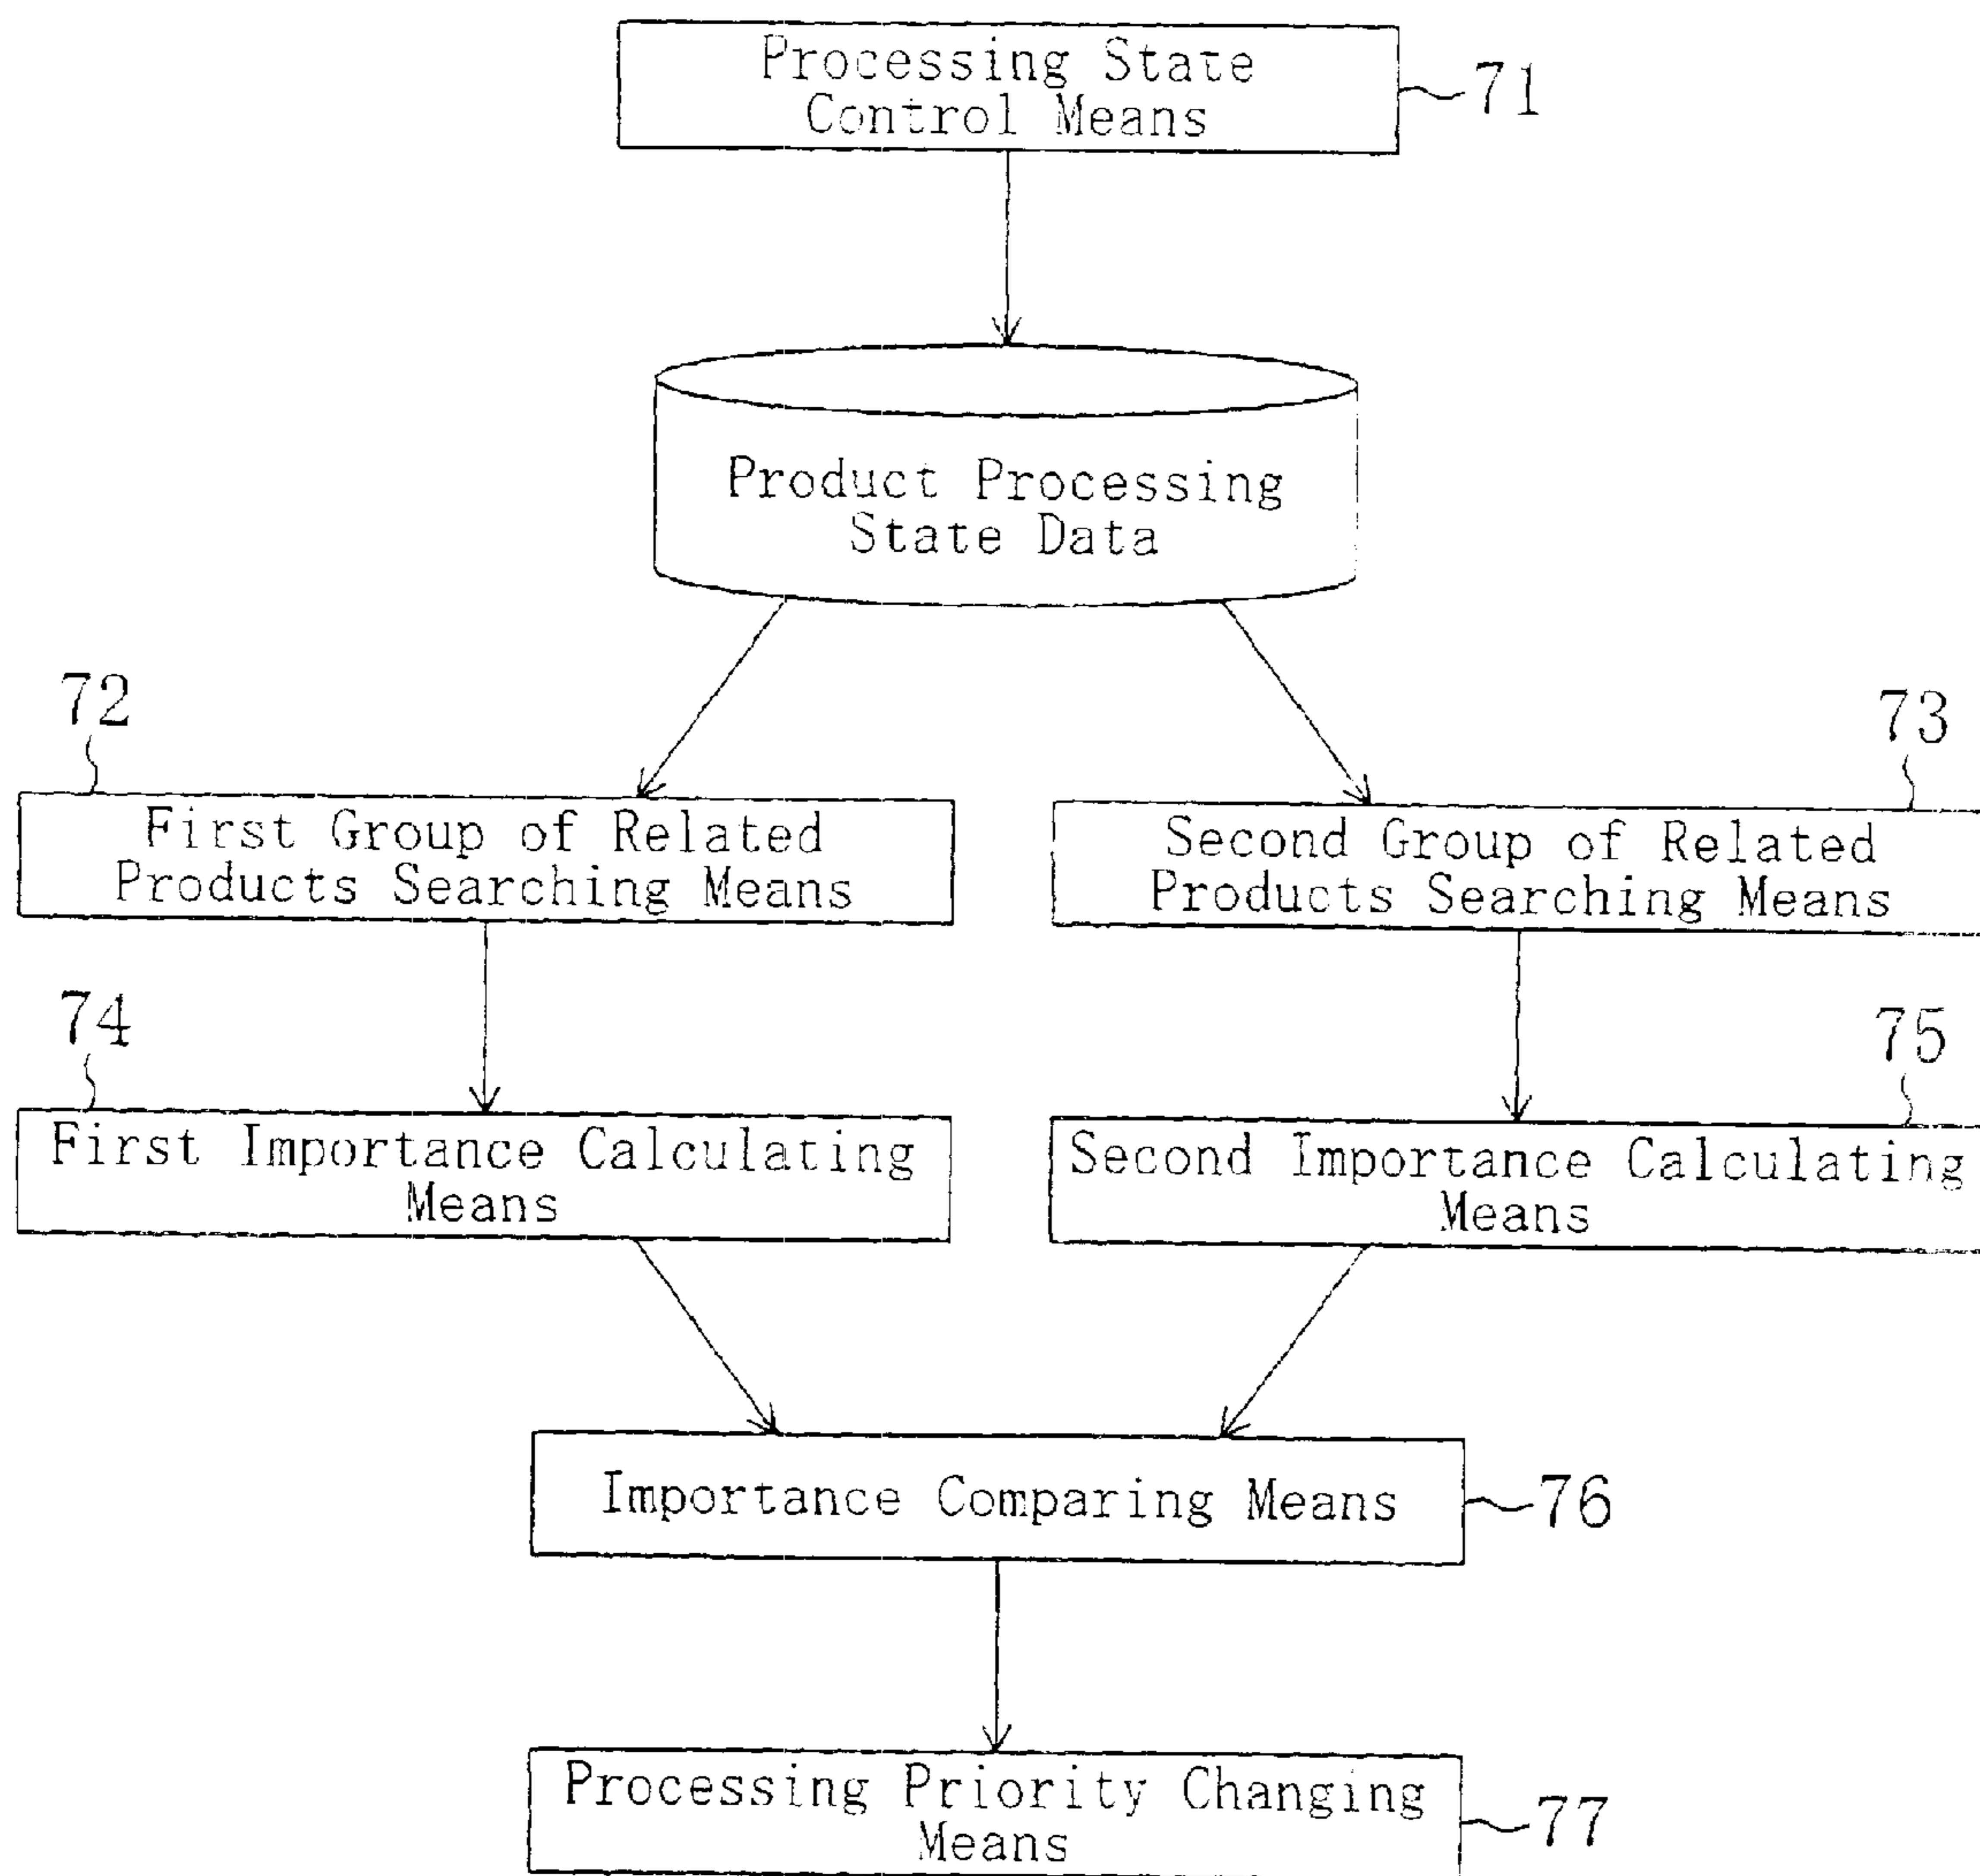 Processing State
Control Means
71
Product Processing
State Data
72
73
First Group of Related
Products Searching Means
Second Group of Related
Products Searching Means
74
75
First Importance Calculating
Means
Second Importance Calculating
Means
Importance Comparing Means
76
Processing Priority Changing
Means
77